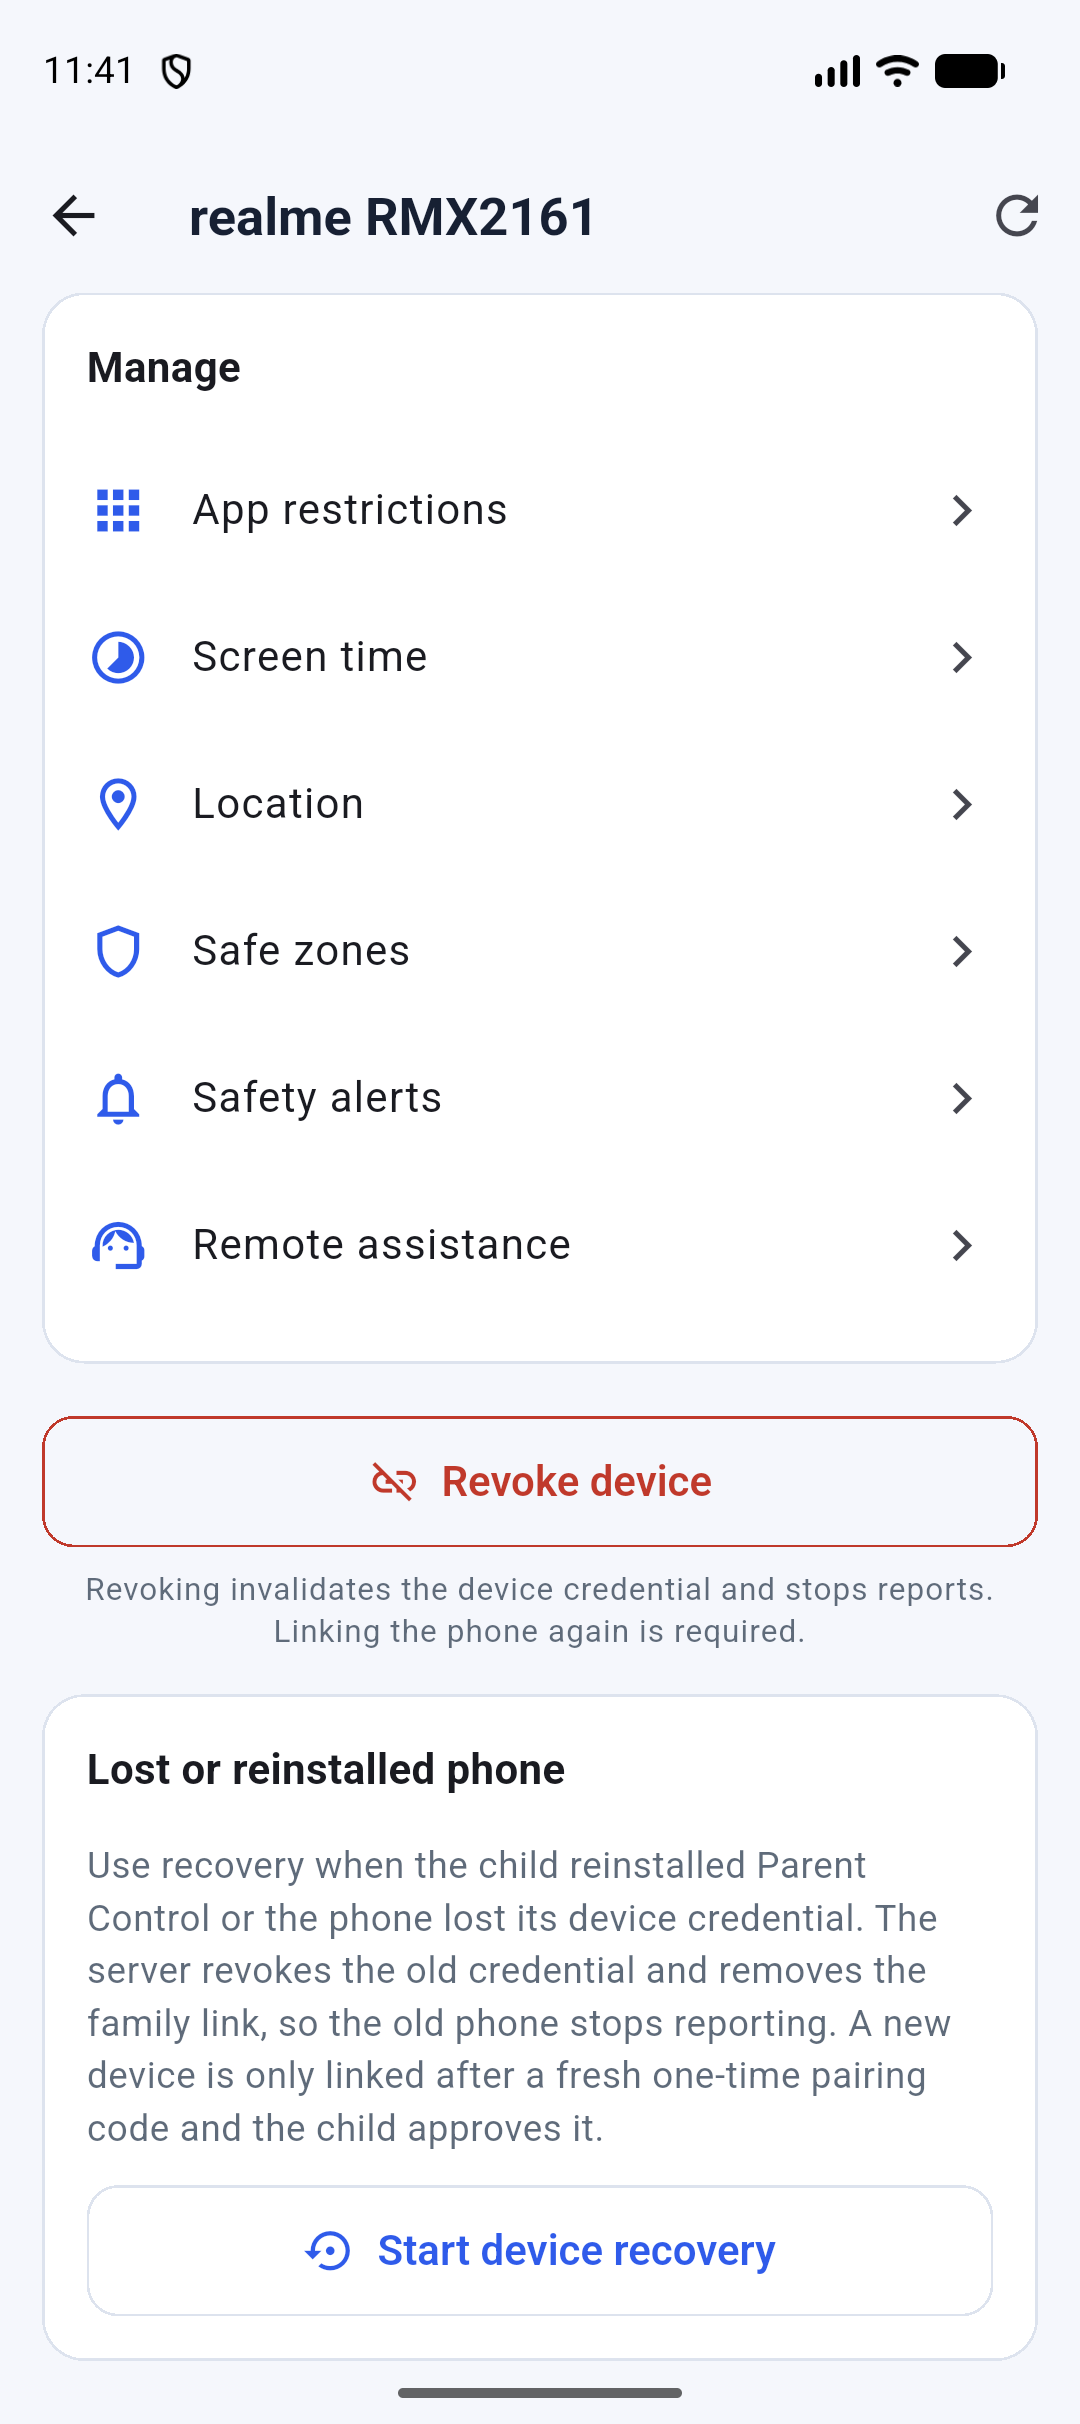 11:41
realme RMX2161
Manage
App restrictions
Screen time
Location
Safe zones
Safety alerts
Remote assistance
Revoke device
Revoking invalidates the device credential and stops reports.
Linking the phone again is required.
Lost or reinstalled phone
Use recovery when the child reinstalled Parent
Control or the phone lost its device credential. The
server revokes the old credential and removes the
family link, so the old phone stops reporting. A new
device is only linked after a fresh one-time pairing
code and the child approves it.
Start device recovery